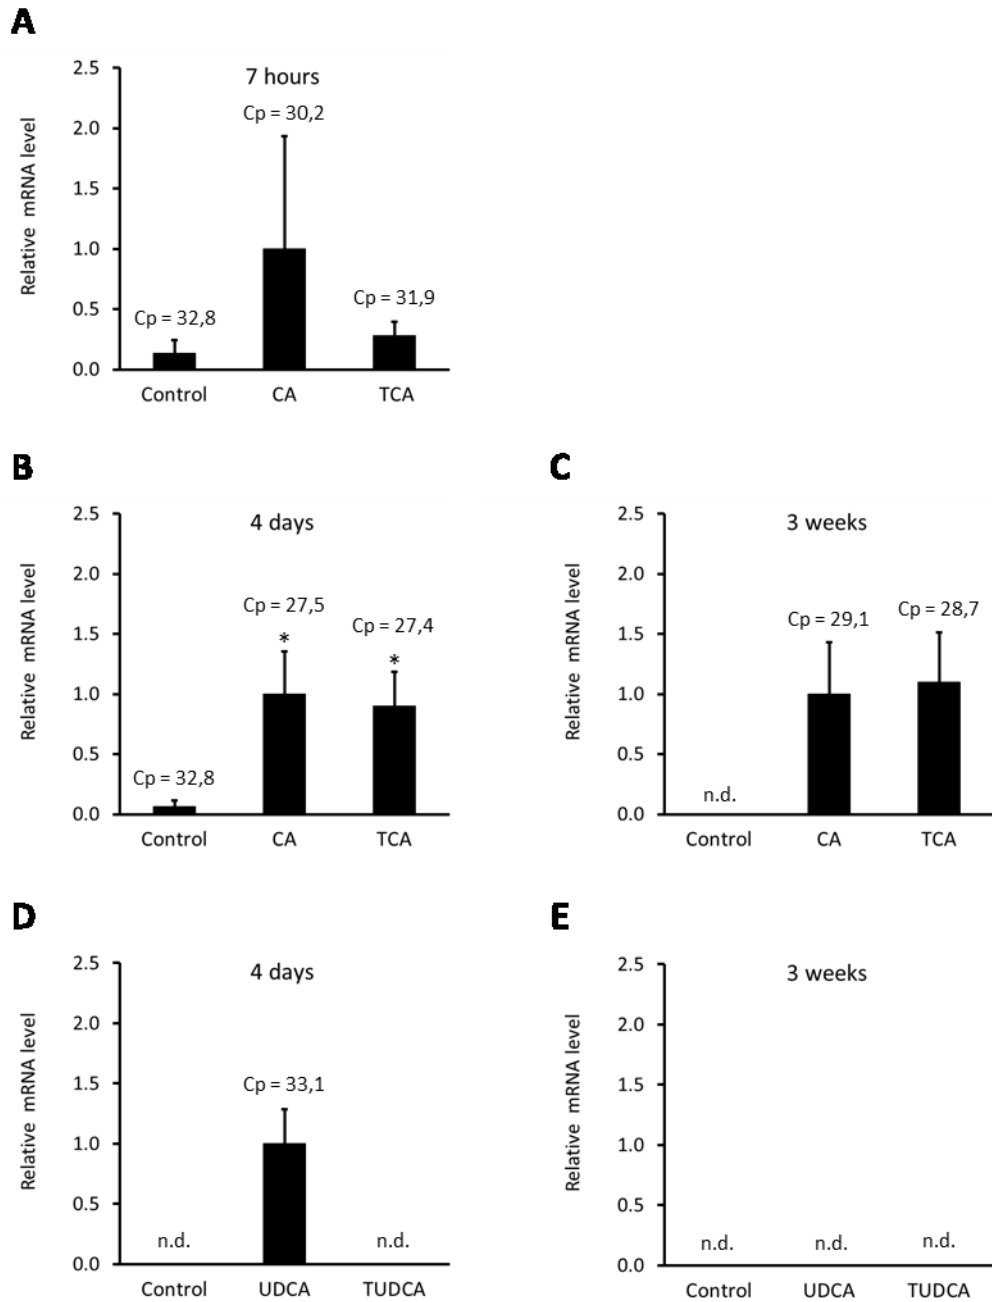 A
7 hours
Relative mRNA level
2.5
2.0
1.5
1.0
0.5
0.0
Cp = 32,8
Cp = 30,2
Cp = 31,9
Control CA TCA
B
4 days
Relative mRNA level
2.5
2.0
1.5
1.0
0.5
0.0
Cp = 32,8
Cp = 27,5
*
Cp = 27,4
*
Control CA TCA
C
3 weeks
Relative mRNA level
2.5
2.0
1.5
1.0
0.5
0.0
n.d.
Cp = 29,1
Cp = 28,7
Control CA TCA
D
4 days
Relative mRNA level
2.5
2.0
1.5
1.0
0.5
0.0
n.d.
Cp = 33,1
n.d.
Control UDCA TUDCA
E
3 weeks
Relative mRNA level
2.5
2.0
1.5
1.0
0.5
0.0
n.d. n.d. n.d.
Control UDCA TUDCA